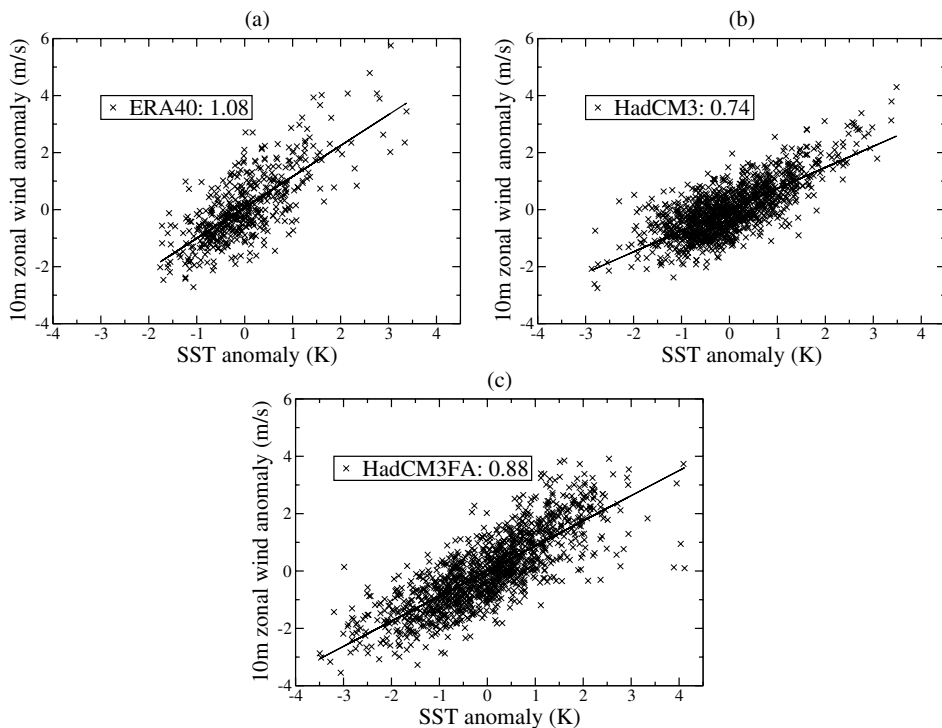 (a)
10m zonal wind anomaly (m/s)
6
4
2
0
-2
-4
× ERA40: 1.08
-4 -3 -2 -1 0 1 2 3 4
SST anomaly (K)
(b)
10m zonal wind anomaly (m/s)
6
4
2
0
-2
-4
× HadCM3: 0.74
-4 -3 -2 -1 0 1 2 3 4
SST anomaly (K)
(c)
10m zonal wind anomaly (m/s)
6
4
2
0
-2
-4
× HadCM3FA: 0.88
-4 -3 -2 -1 0 1 2 3 4
SST anomaly (K)